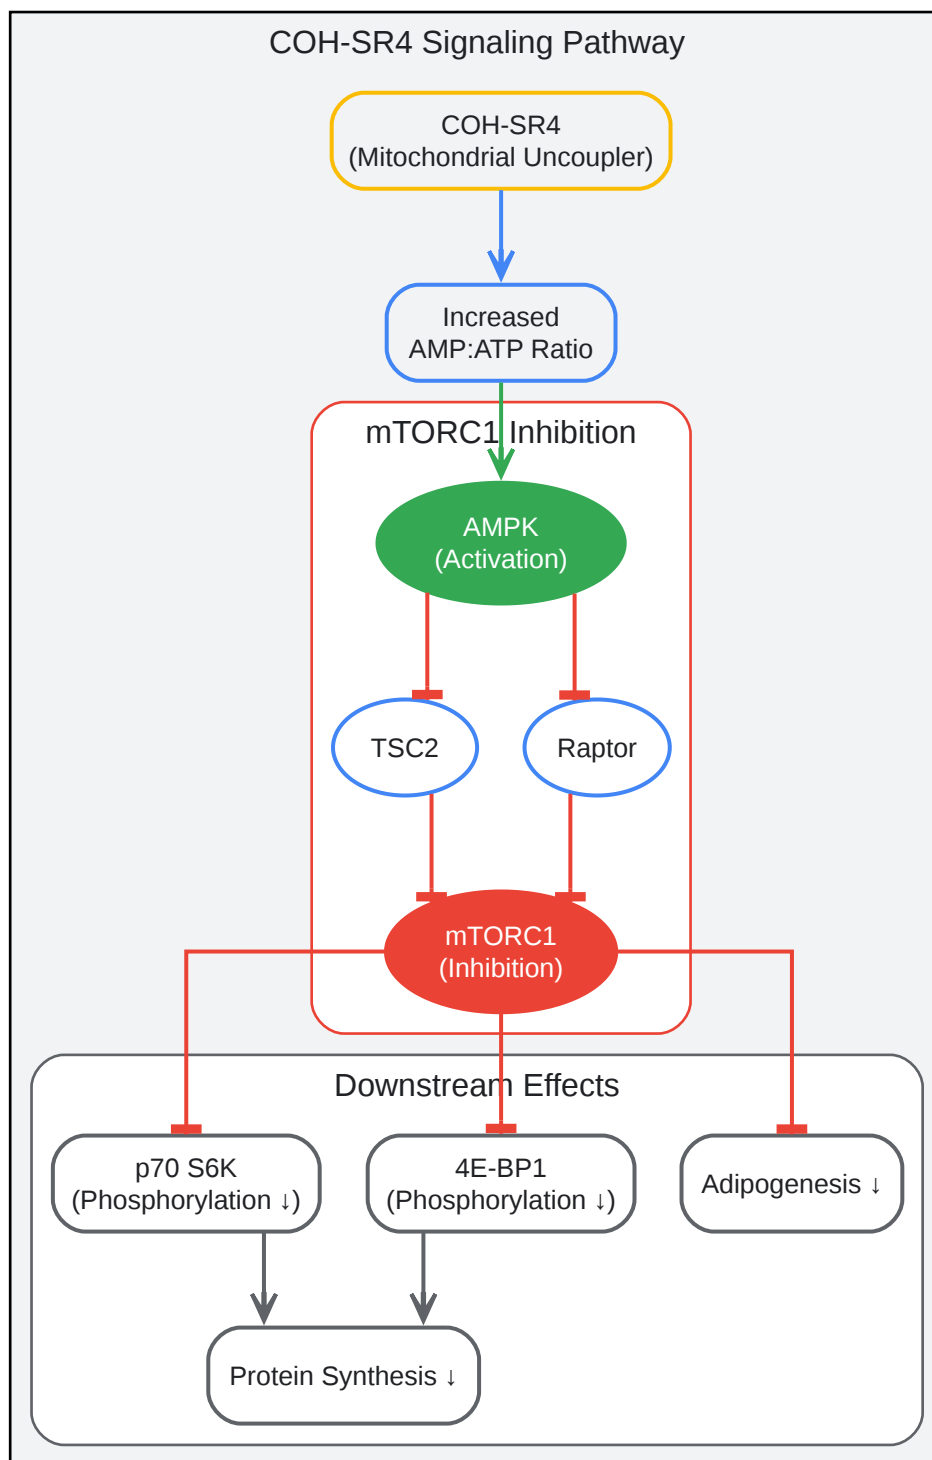 COH-SR4 Signaling Pathway
COH-SR4
(Mitochondrial Uncoupler)
Increased
AMP:ATP Ratio
mTORC1 Inhibition
AMPK
(Activation)
TSC2
Raptor
mTORC1
(Inhibition)
Downstream Effects
p70 S6K
(Phosphorylation ↓)
4E-BP1
(Phosphorylation ↓)
Adipogenesis ↓
Protein Synthesis ↓